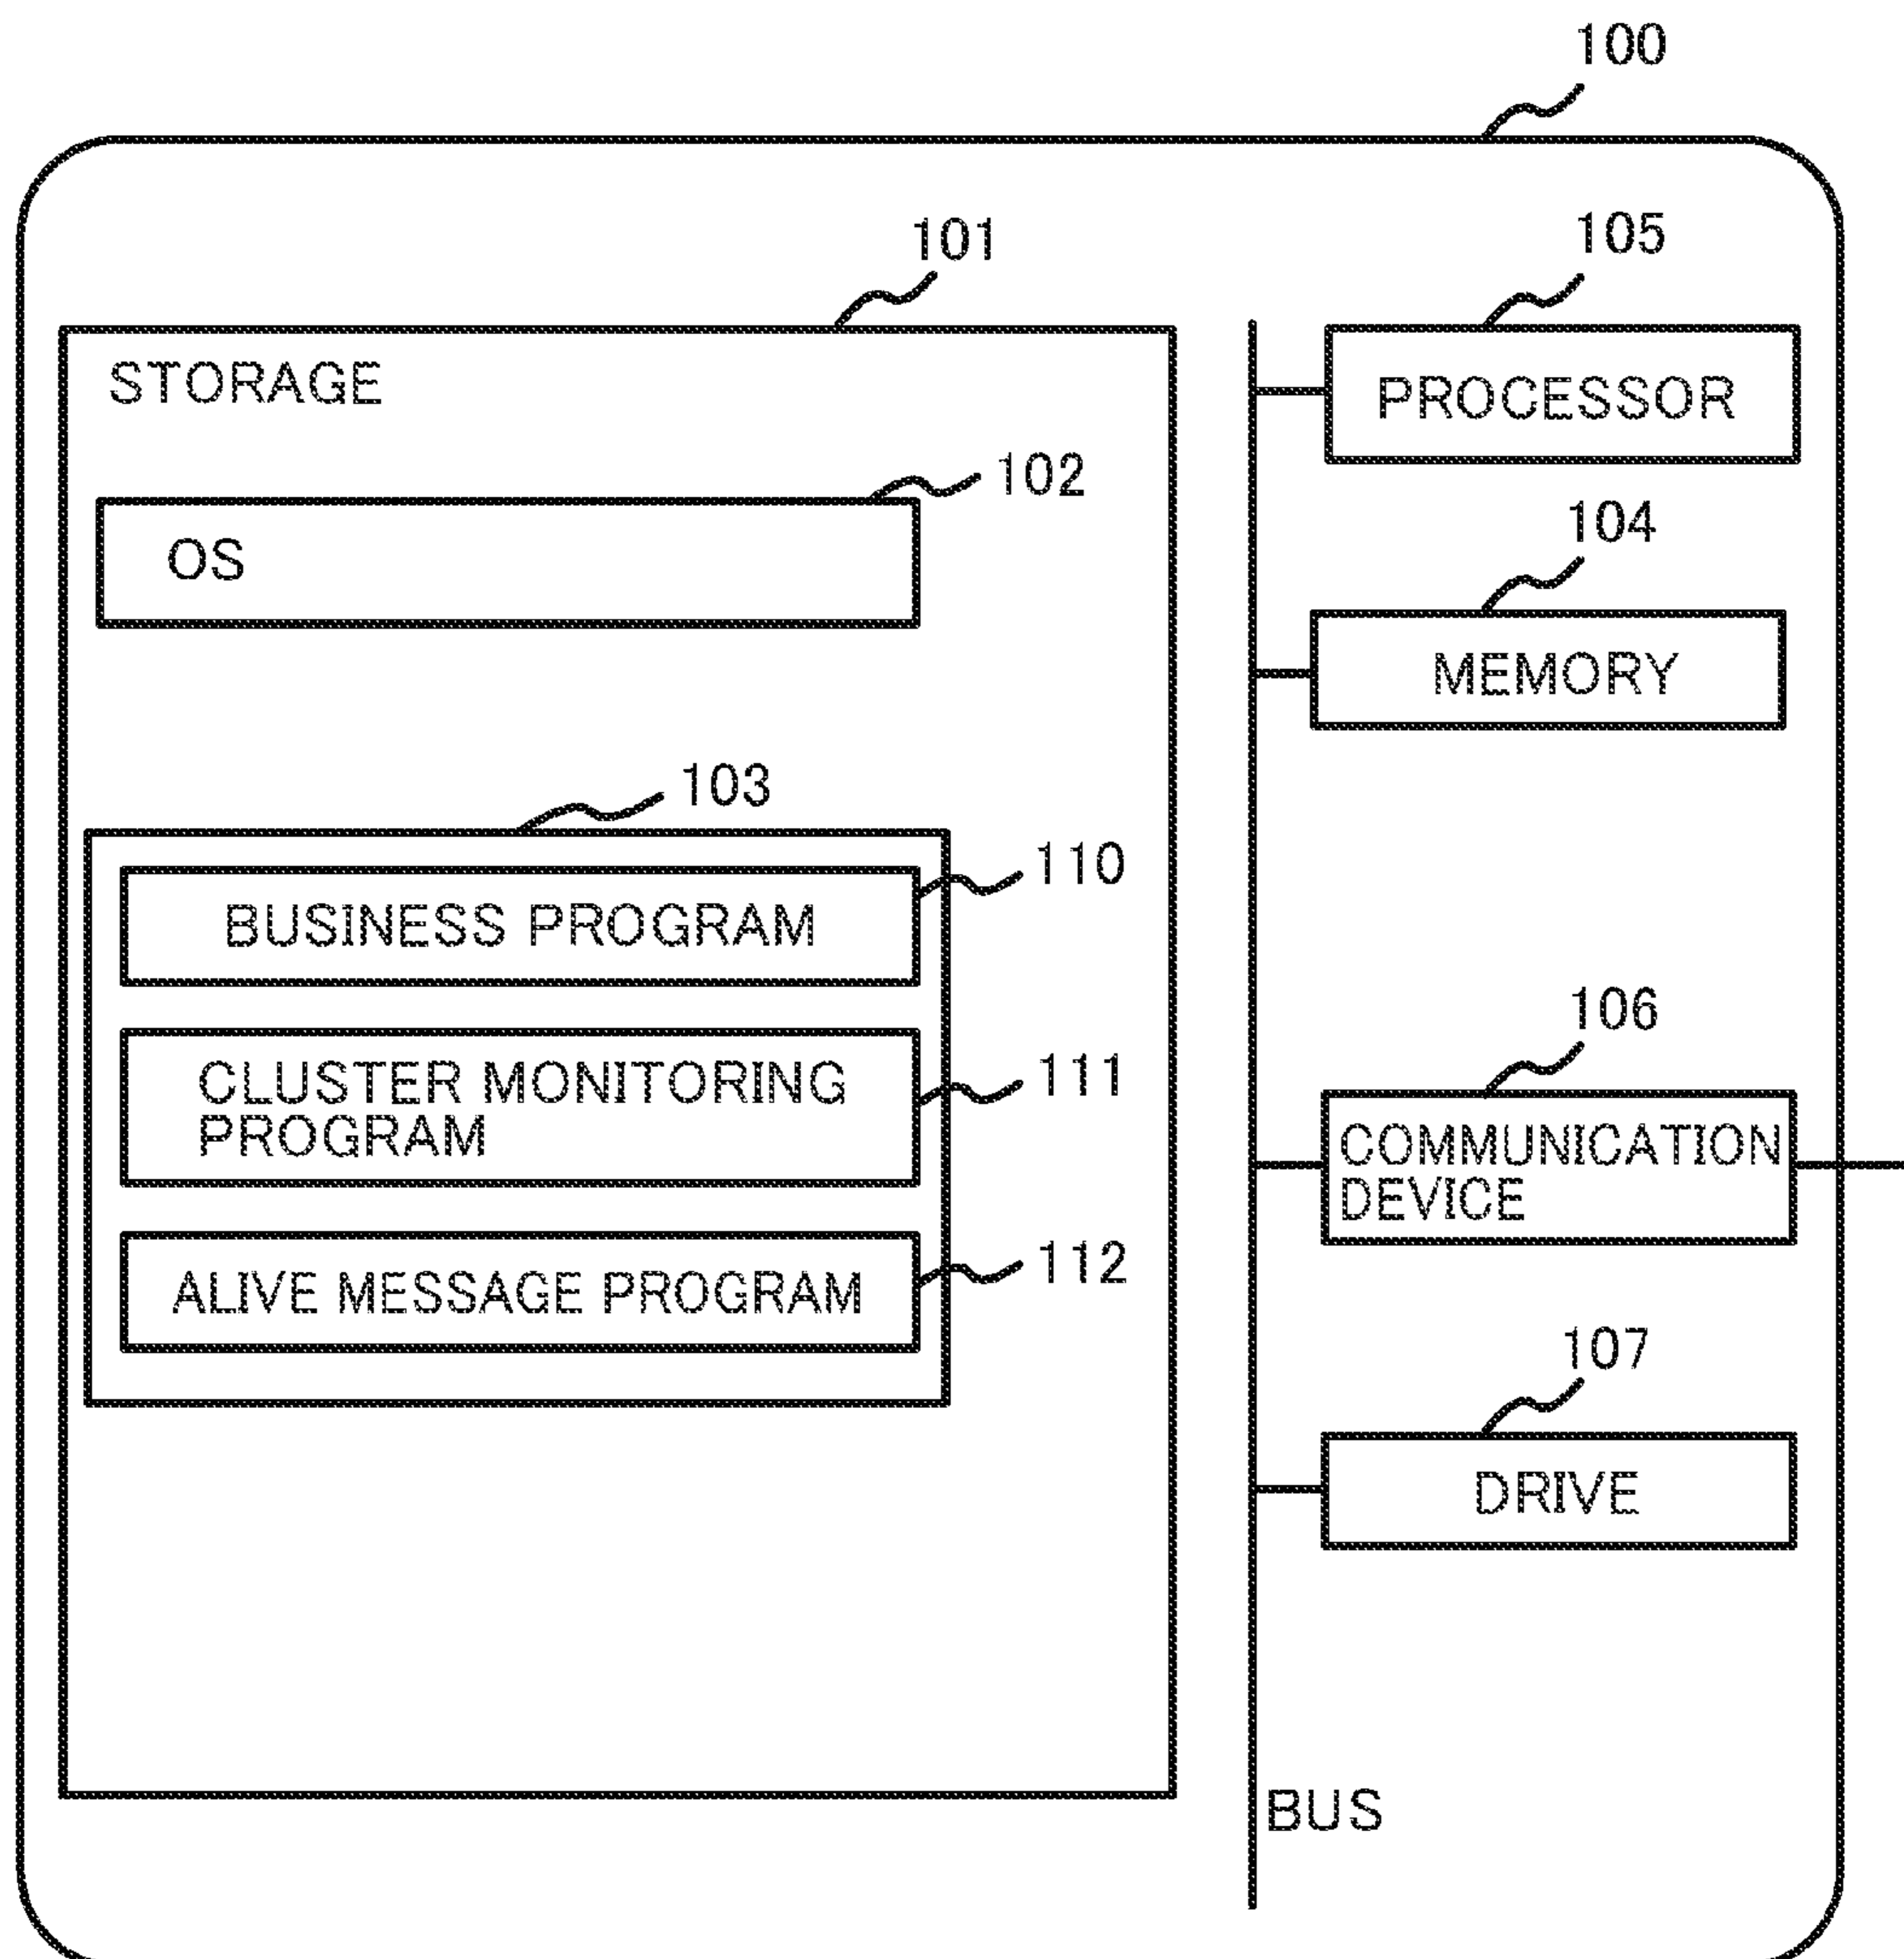 100
101
105
STORAGE
PROCESSOR
102
104
OS
MEMORY
103
110
BUSINESS PROGRAM
106
111
CLUSTER MONITORING
PROGRAM
COMMUNICATION
DEVICE
112
ALIVE MESSAGE PROGRAM
107
DRIVE
BUS